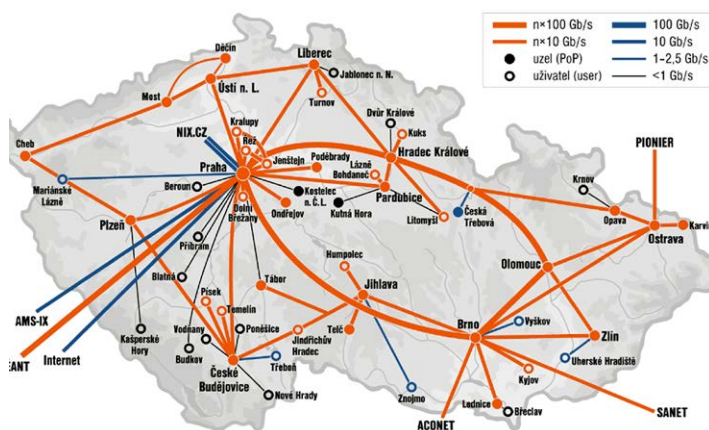 n×100 Gb/s
100 Gb/s
n×10 Gb/s
10 Gb/s
uzel (PoP)
1–2,5 Gb/s
uživatel (user)
<1 Gb/s
Děčín
Liberec
Most
Ústí n. L.
Jablonec n. N.
Turnov
Cheb
NIX.CZ
Kralupy
Řež
Jenštejn
Dvůr Králové
Kuks
Hradec Králové
PIONIER
Mariánské
Lázně
Praha
Poděbrady
Lázně
Bohdaneč
Beroun
Kostelec
n. Č. L.
Pardubice
Krnov
Dolní
Břežany
Ondřejov
Kutná Hora
Litomyšl
Česká
Třebová
Opava
Karvi
Ostrava
Plzeň
Příbram
Blatná
Humpolec
Olomouc
Tábor
Jihlava
Písek
Temelín
AMS-IX
Vodňany
Poněšice
Telč
Brno
Vyškov
Zlín
EANT
Internet
Kašperské
Hory
Budkov
České
Budějovice
Jindřichův
Hradec
Třeboň
Uherské Hradiště
Nové Hrady
Znojmo
Kyjov
Lednice
Břeclav
ACONET
SANET